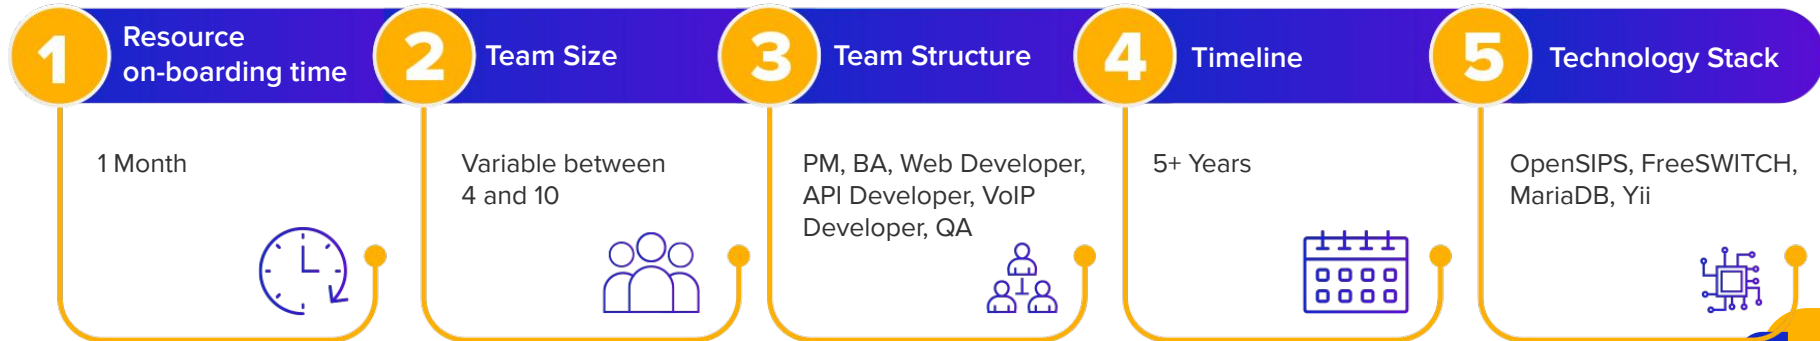 1
Resource
on-boarding time
1 Month
2
Team Size
Variable between
4 and 10
3
Team Structure
PM, BA, Web Developer,
API Developer, VoIP
Developer, QA
4
Timeline
5+ Years
5
Technology Stack
OpenSIPS, FreeSWITCH,
MariaDB, Yii